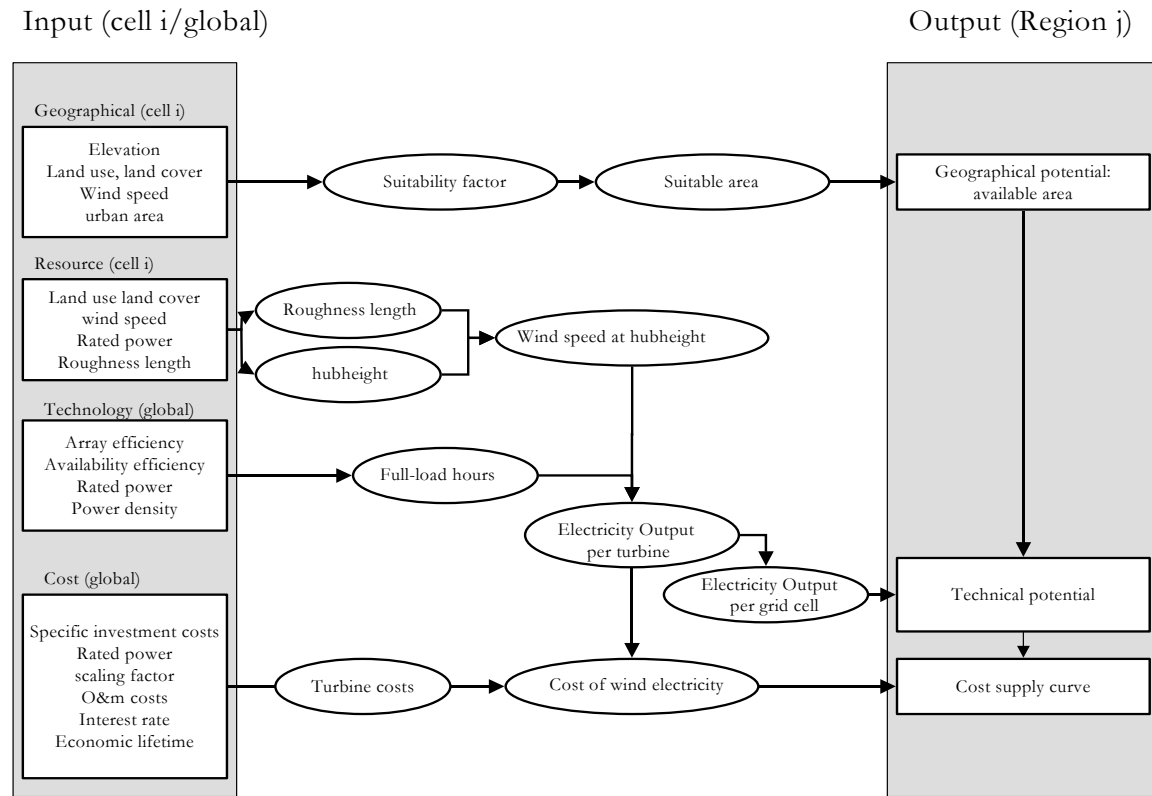 Input (cell i/global)
Output (Region j)
Geographical (cell i)
Elevation
Land use, land cover
Wind speed
urban area
Suitability factor
Suitable area
Geographical potential:
available area
Resource (cell i)
Land use land cover
wind speed
Rated power
Roughness length
Roughness length
hubheight
Wind speed at hubheight
Technology (global)
Array efficiency
Availability efficiency
Rated power
Power density
Full-load hours
Electricity Output
per turbine
Electricity Output
per grid cell
Technical potential
Cost (global)
Specific investment costs
Rated power
scaling factor
O&m costs
Interest rate
Economic lifetime
Turbine costs
Cost of wind electricity
Cost supply curve